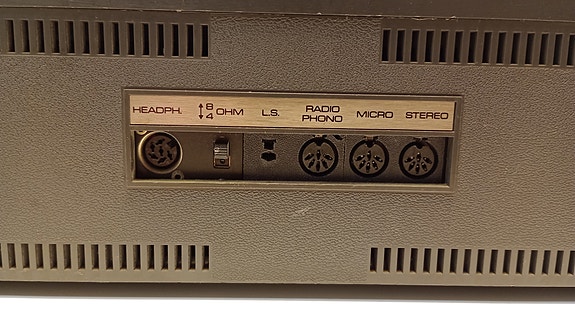 HEADPH. ↕ 8 4 OHM L.S. RADIO PHONO MICRO STEREO